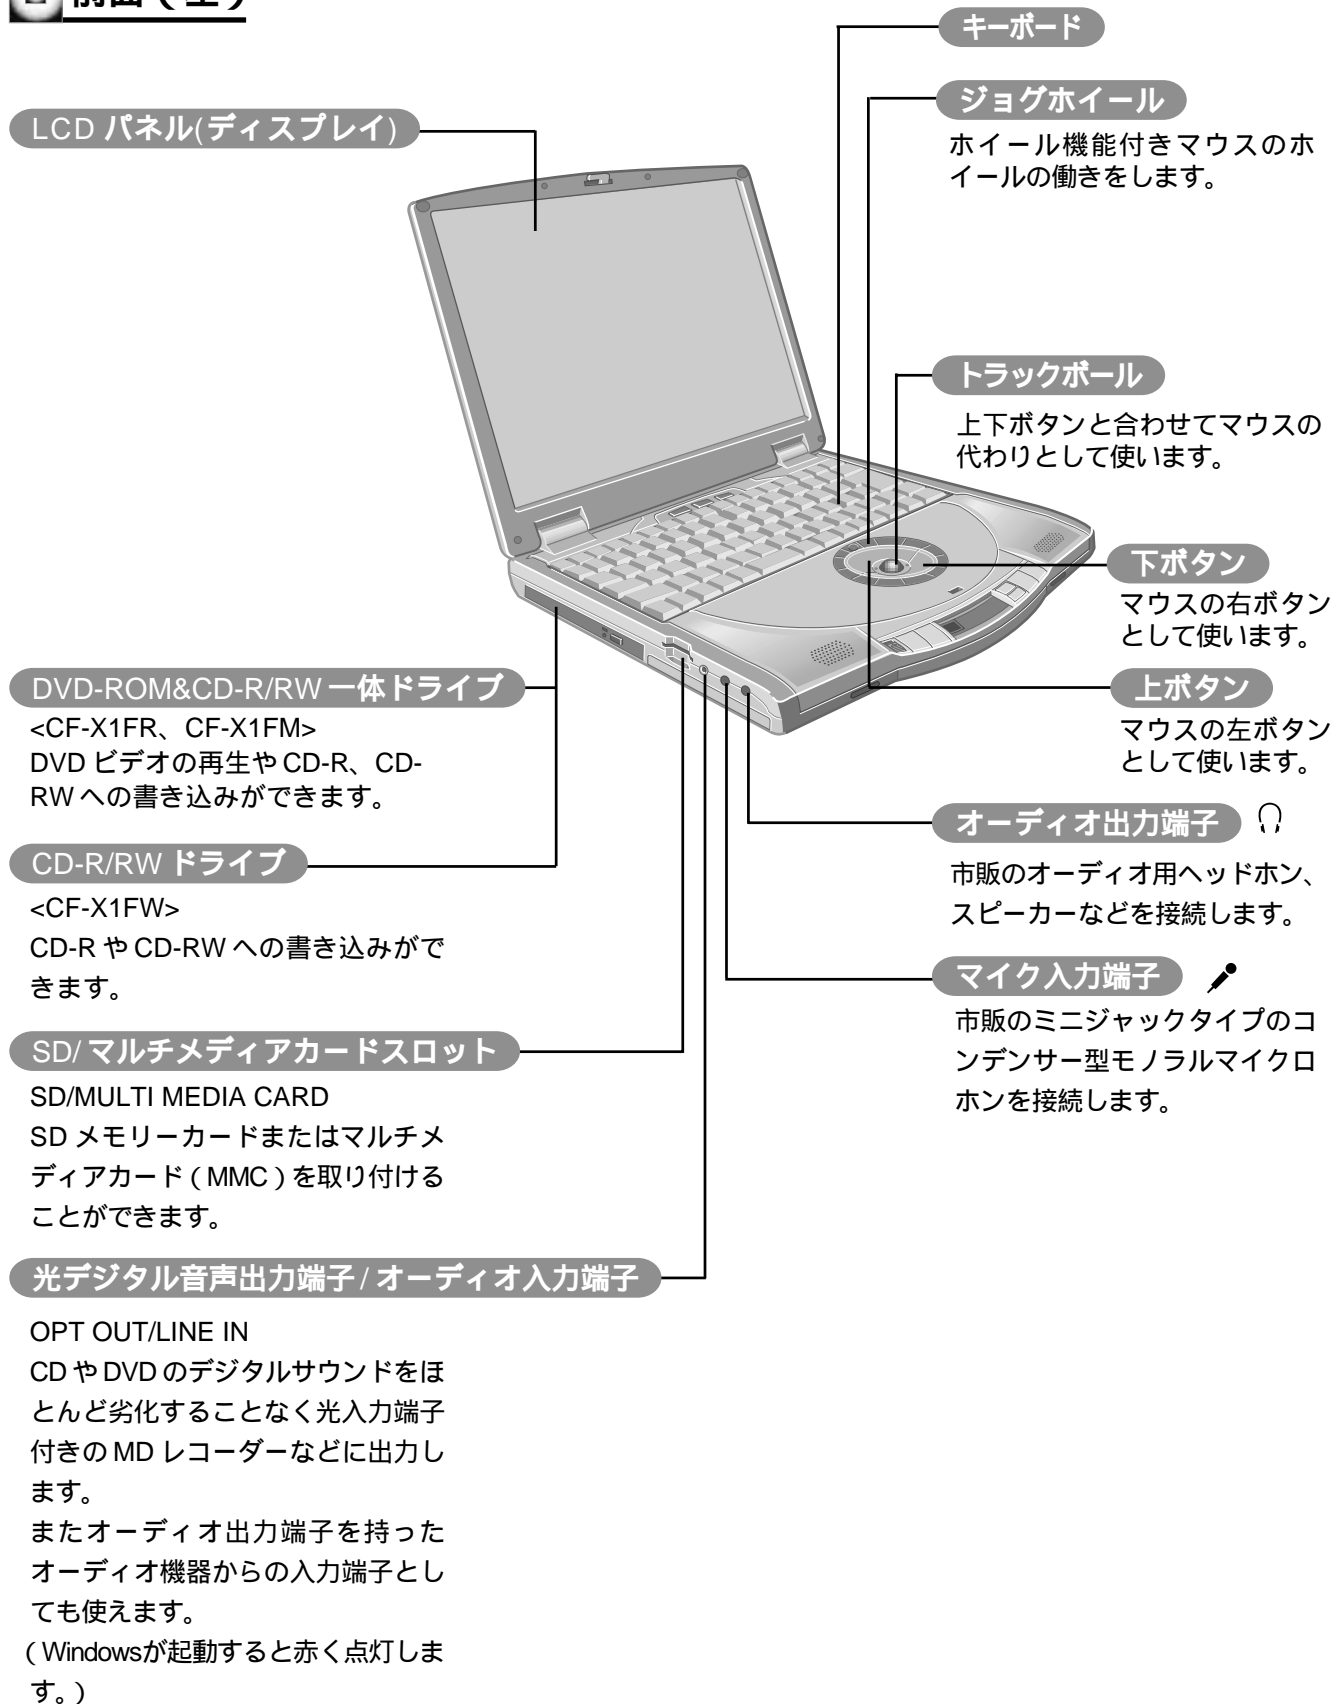 LCD パネル(ディスプレイ)
DVD-ROM&CD-R/RW 一体ドライブ
<CF-X1FR、CF-X1FM>
DVD ビデオの再生や CD-R、CD-
RW への書き込みができます。
CD-R/RW ドライブ
<CF-X1FW>
CD-R や CD-RW への書き込みがで
きます。
SD/ マルチメディアカードスロット
SD/MULTI MEDIA CARD
SD メモリーカードまたはマルチメ
ディアカード ( MMC ) を取り付ける
ことができます。
光デジタル音声出力端子 / オーディオ入力端子
OPT OUT/LINE IN
CD や DVD のデジタルサウンドをほ
とんど劣化することなく光入力端子
付きの MD レコーダーなどに出力し
ます。
またオーディオ出力端子を持った
オーディオ機器からの入力端子とし
ても使えます。
( Windowsが起動すると赤く点灯しま
す。)
キーボード
ジョグホイール
ホイール機能付きマウスのホ
イールの働きをします。
トラックボール
上下ボタンと合わせてマウスの
代わりとして使います。
下ボタン
マウスの右ボタン
として使います。
上ボタン
マウスの左ボタン
として使います。
オーディオ出力端子
市販のオーディオ用ヘッドホン、
スピーカーなどを接続します。
マイク入力端子
市販のミニジャックタイプのコ
ンデンサー型モノラルマイクロ
ホンを接続します。